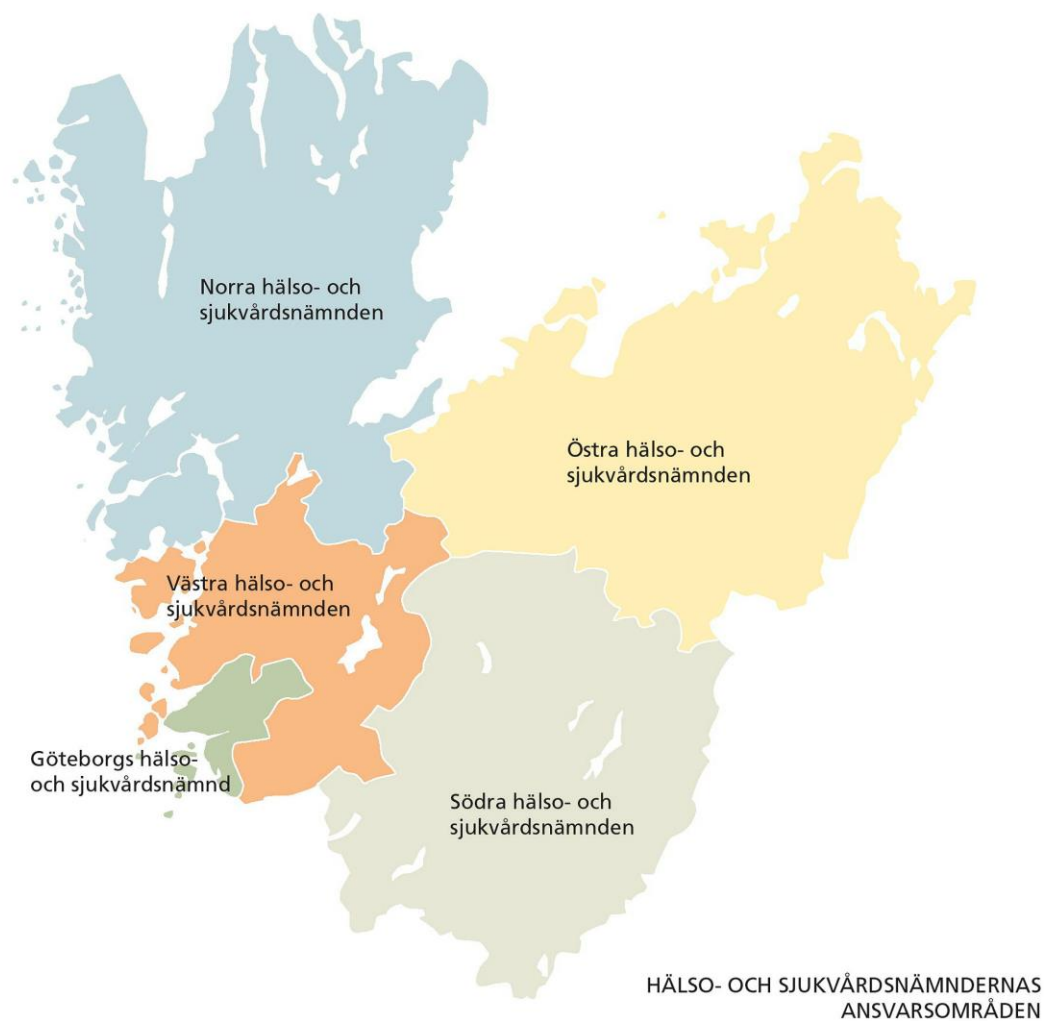 Norra hälso- och
sjukvårdsnämnden
Östra hälso- och
sjukvårdsnämnden
Västra hälso- och
sjukvårdsnämnden
Göteborgs hälso-
och sjukvårdsnämnd
Södra hälso- och
sjukvårdsnämnden
HÄLSO- OCH SJUKVÅRDSNÄMNDERNAS
ANSVARSOMRÅDEN